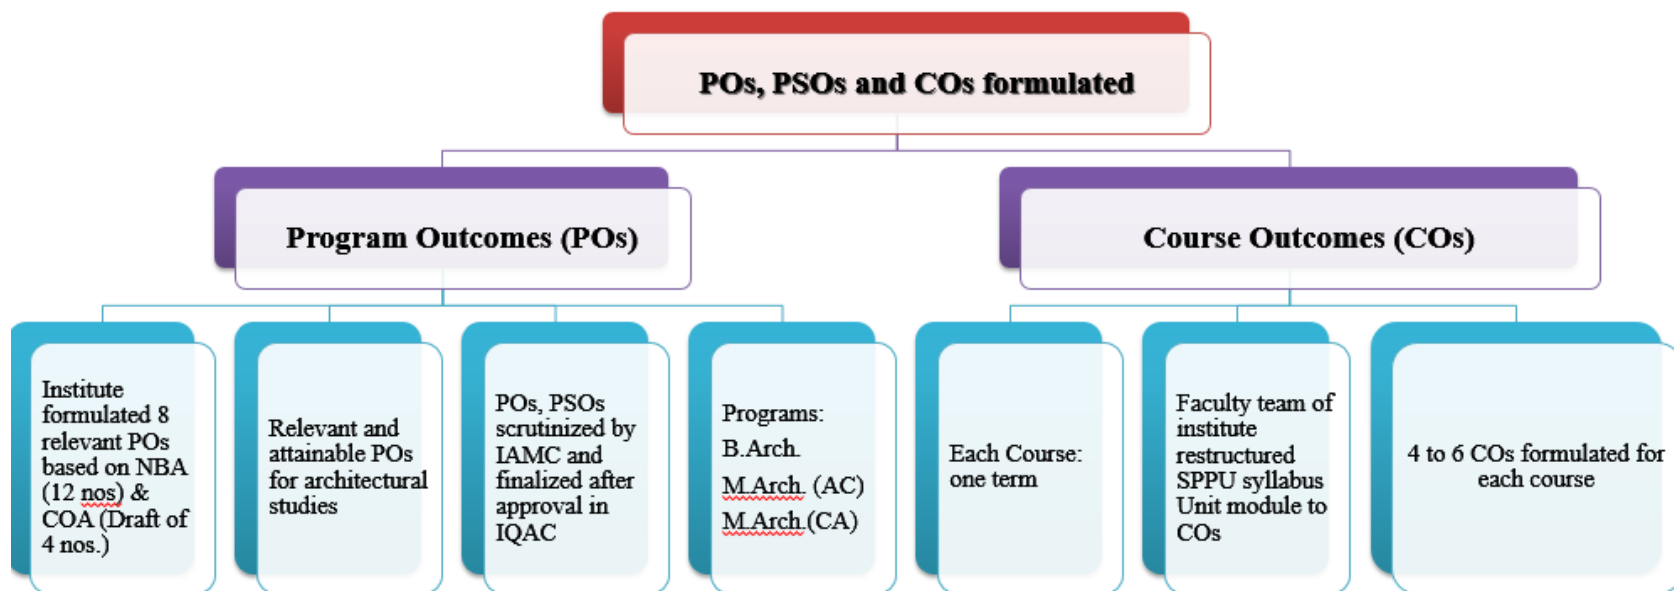 POs, PSOs and COs formulated
Program Outcomes (POs)
Course Outcomes (COs)
Institute
formulated 8
relevant POs
based on NBA
(12 nos) &
COA (Draft of
4 nos.)
Relevant and
attainable POs
for architectural
studies
POs, PSOs
scrutinized by
IAMC and
finalized after
approval in
IQAC
Programs:
B.Arch.
M.Arch. (AC)
M.Arch.(CA)
Each Course:
one term
Faculty team of
institute
restructured
SPPU syllabus
Unit module to
COs
4 to 6 COs formulated for
each course